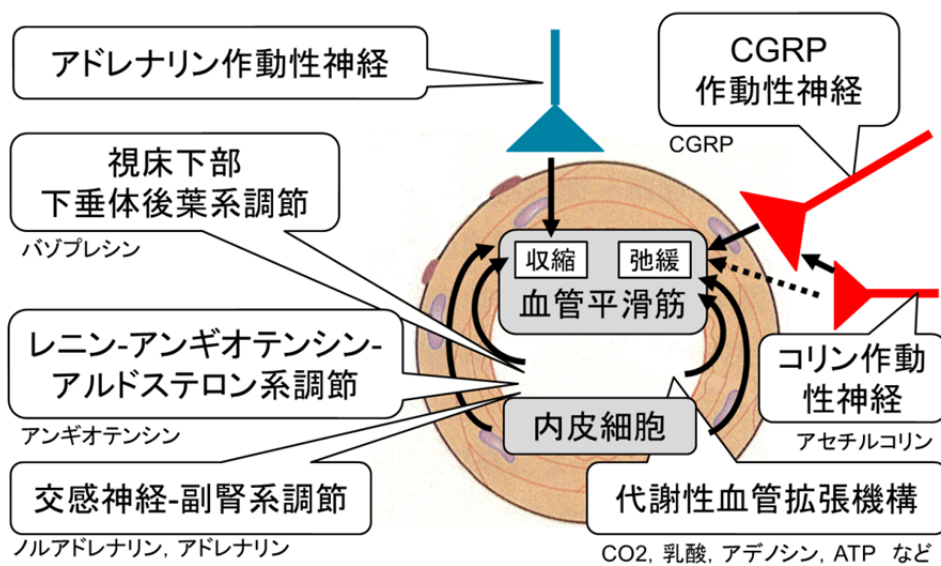 アドレナリン作動性神経
CGRP
作動性神経
CGRP
視床下部
下垂体後葉系調節
バゾプレシン
収縮
弛緩
血管平滑筋
レニン-アンギオテンシン-
アルドステロン系調節
アンギオテンシン
コリン作動
性神経
アセチルコリン
内皮細胞
交感神経-副腎系調節
ノルアドレナリン, アドレナリン
代謝性血管拡張機構
CO2, 乳酸, アデノシン, ATP など